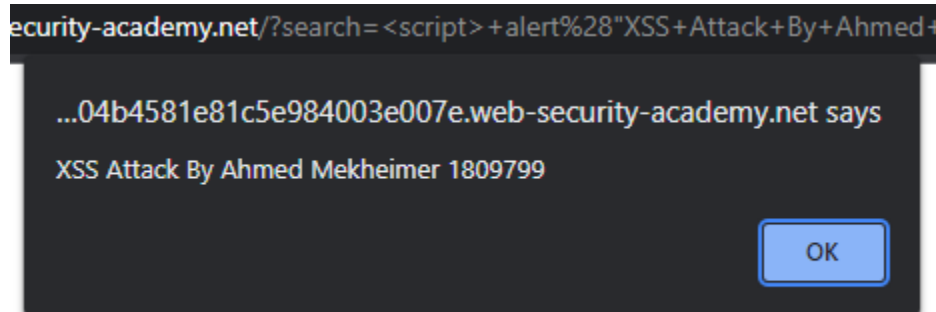 ecurity-academy.net/?search=<script>+alert%28"XSS+Attack+By+Ahmed+
...04b4581e81c5e984003e007e.web-security-academy.net says
XSS Attack By Ahmed Mekheimer 1809799
OK